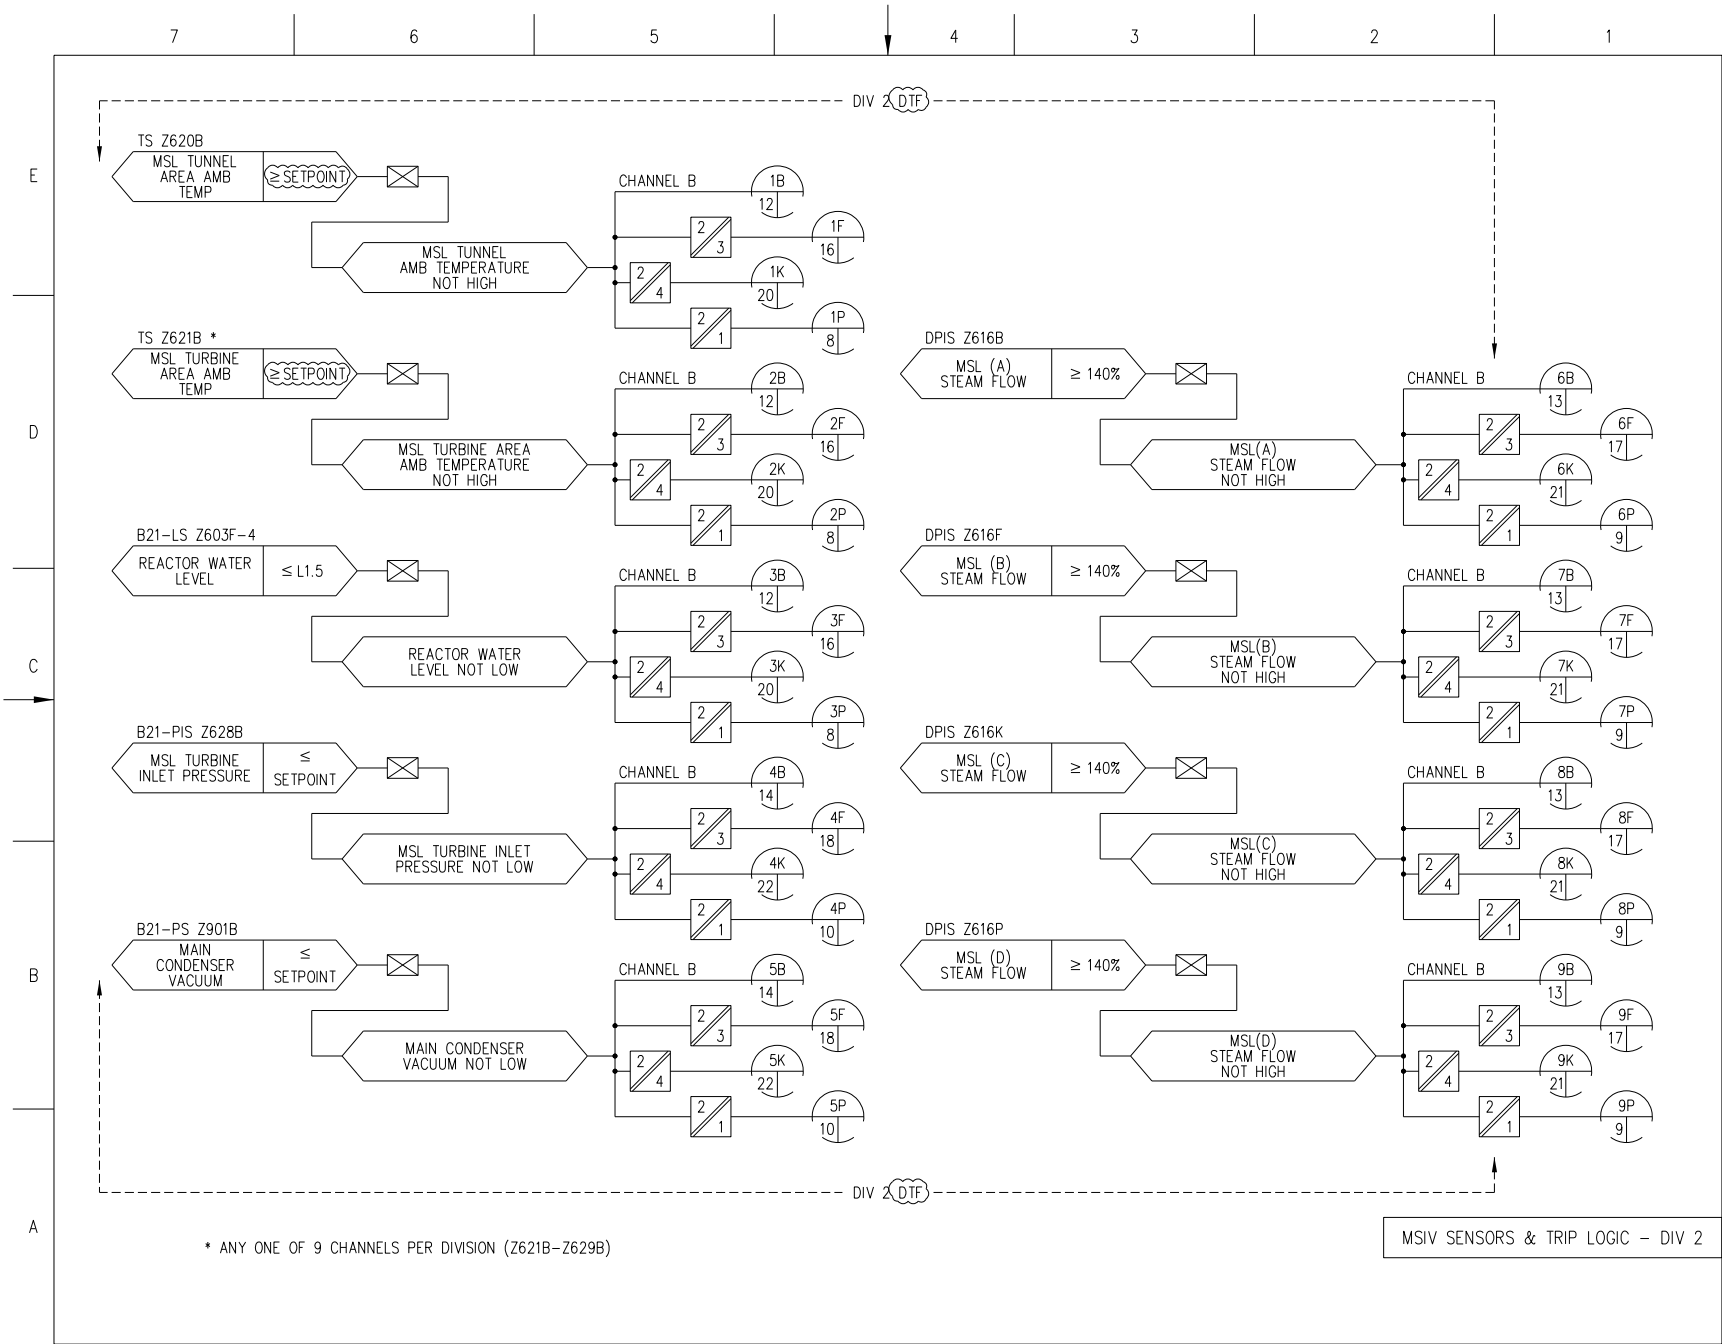 7
6
5
4
3
2
1
E
D
C
B
A
DIV 2 DTF
TS Z620B
MSL TUNNEL
AREA AMB
TEMP
≥ SETPOINT
MSL TUNNEL
AMB TEMPERATURE
NOT HIGH
CHANNEL B
1B
12
2/3
1F
16
2/4
1K
20
2/1
1P
8
TS Z621B *
MSL TURBINE
AREA AMB
TEMP
≥ SETPOINT
MSL TURBINE AREA
AMB TEMPERATURE
NOT HIGH
CHANNEL B
2B
12
2/3
2F
16
2/4
2K
20
2/1
2P
8
B21-LS Z603F-4
REACTOR WATER
LEVEL
≤ L1.5
REACTOR WATER
LEVEL NOT LOW
CHANNEL B
3B
12
2/3
3F
16
2/4
3K
20
2/1
3P
8
B21-PIS Z628B
MSL TURBINE
INLET PRESSURE
≤
SETPOINT
MSL TURBINE INLET
PRESSURE NOT LOW
CHANNEL B
4B
14
2/3
4F
18
2/4
4K
22
2/1
4P
10
B21-PS Z901B
MAIN
CONDENSER
VACUUM
≤
SETPOINT
MAIN CONDENSER
VACUUM NOT LOW
CHANNEL B
5B
14
2/3
5F
18
2/4
5K
22
2/1
5P
10
DPIS Z616B
MSL (A)
STEAM FLOW
≥ 140%
MSL(A)
STEAM FLOW
NOT HIGH
CHANNEL B
6B
13
2/3
6F
17
2/4
6K
21
2/1
6P
9
DPIS Z616F
MSL (B)
STEAM FLOW
≥ 140%
MSL(B)
STEAM FLOW
NOT HIGH
CHANNEL B
7B
13
2/3
7F
17
2/4
7K
21
2/1
7P
9
DPIS Z616K
MSL (C)
STEAM FLOW
≥ 140%
MSL(C)
STEAM FLOW
NOT HIGH
CHANNEL B
8B
13
2/3
8F
17
2/4
8K
21
2/1
8P
9
DPIS Z616P
MSL (D)
STEAM FLOW
≥ 140%
MSL(D)
STEAM FLOW
NOT HIGH
CHANNEL B
9B
13
2/3
9F
17
2/4
9K
21
2/1
9P
9
DIV 2 DTF
* ANY ONE OF 9 CHANNELS PER DIVISION (Z621B-Z629B)
MSIV SENSORS & TRIP LOGIC - DIV 2